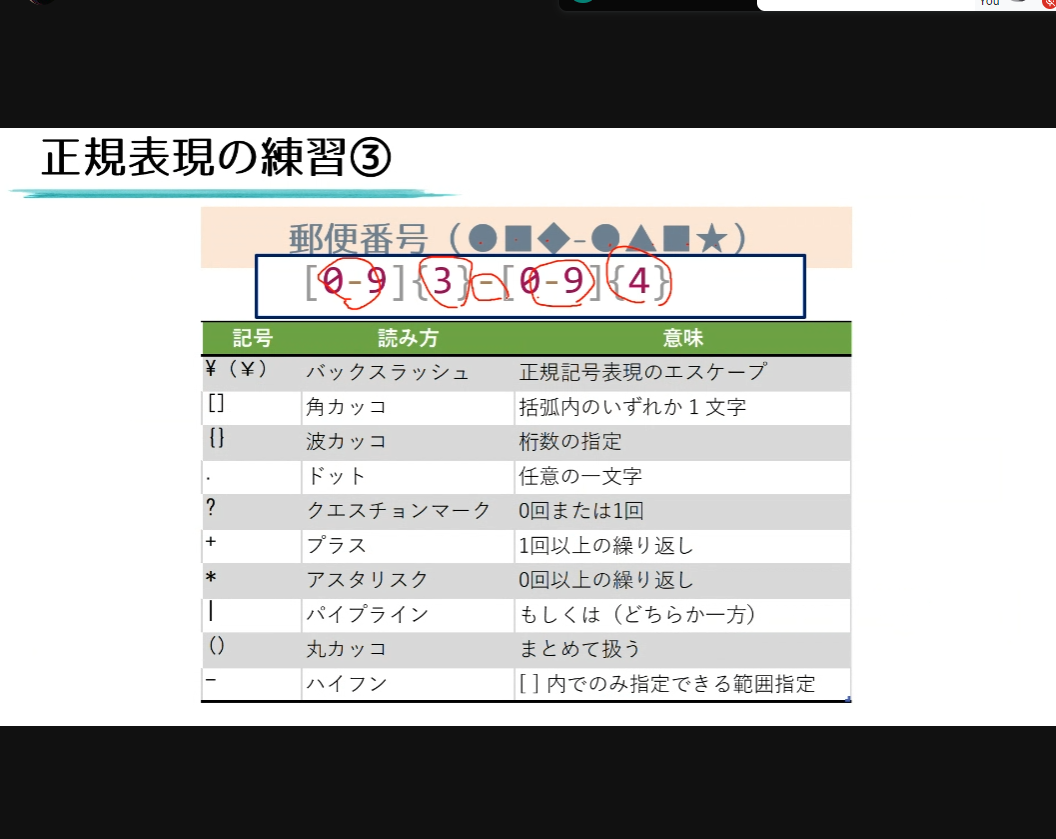 You
正規表現の練習③
郵便番号（●■◆-●▲■★）
[0-9]{3}-[0-9]{4}
記号 読み方 意味
¥（￥） バックスラッシュ 正規記号表現のエスケープ
[] 角カッコ 括弧内のいずれか１文字
{} 波カッコ 桁数の指定
. ドット 任意の一文字
? クエスチョンマーク 0回または1回
+ プラス 1回以上の繰り返し
* アスタリスク 0回以上の繰り返し
| パイプライン もしくは（どちらか一方）
() 丸カッコ まとめて扱う
− ハイフン [ ] 内でのみ指定できる範囲指定